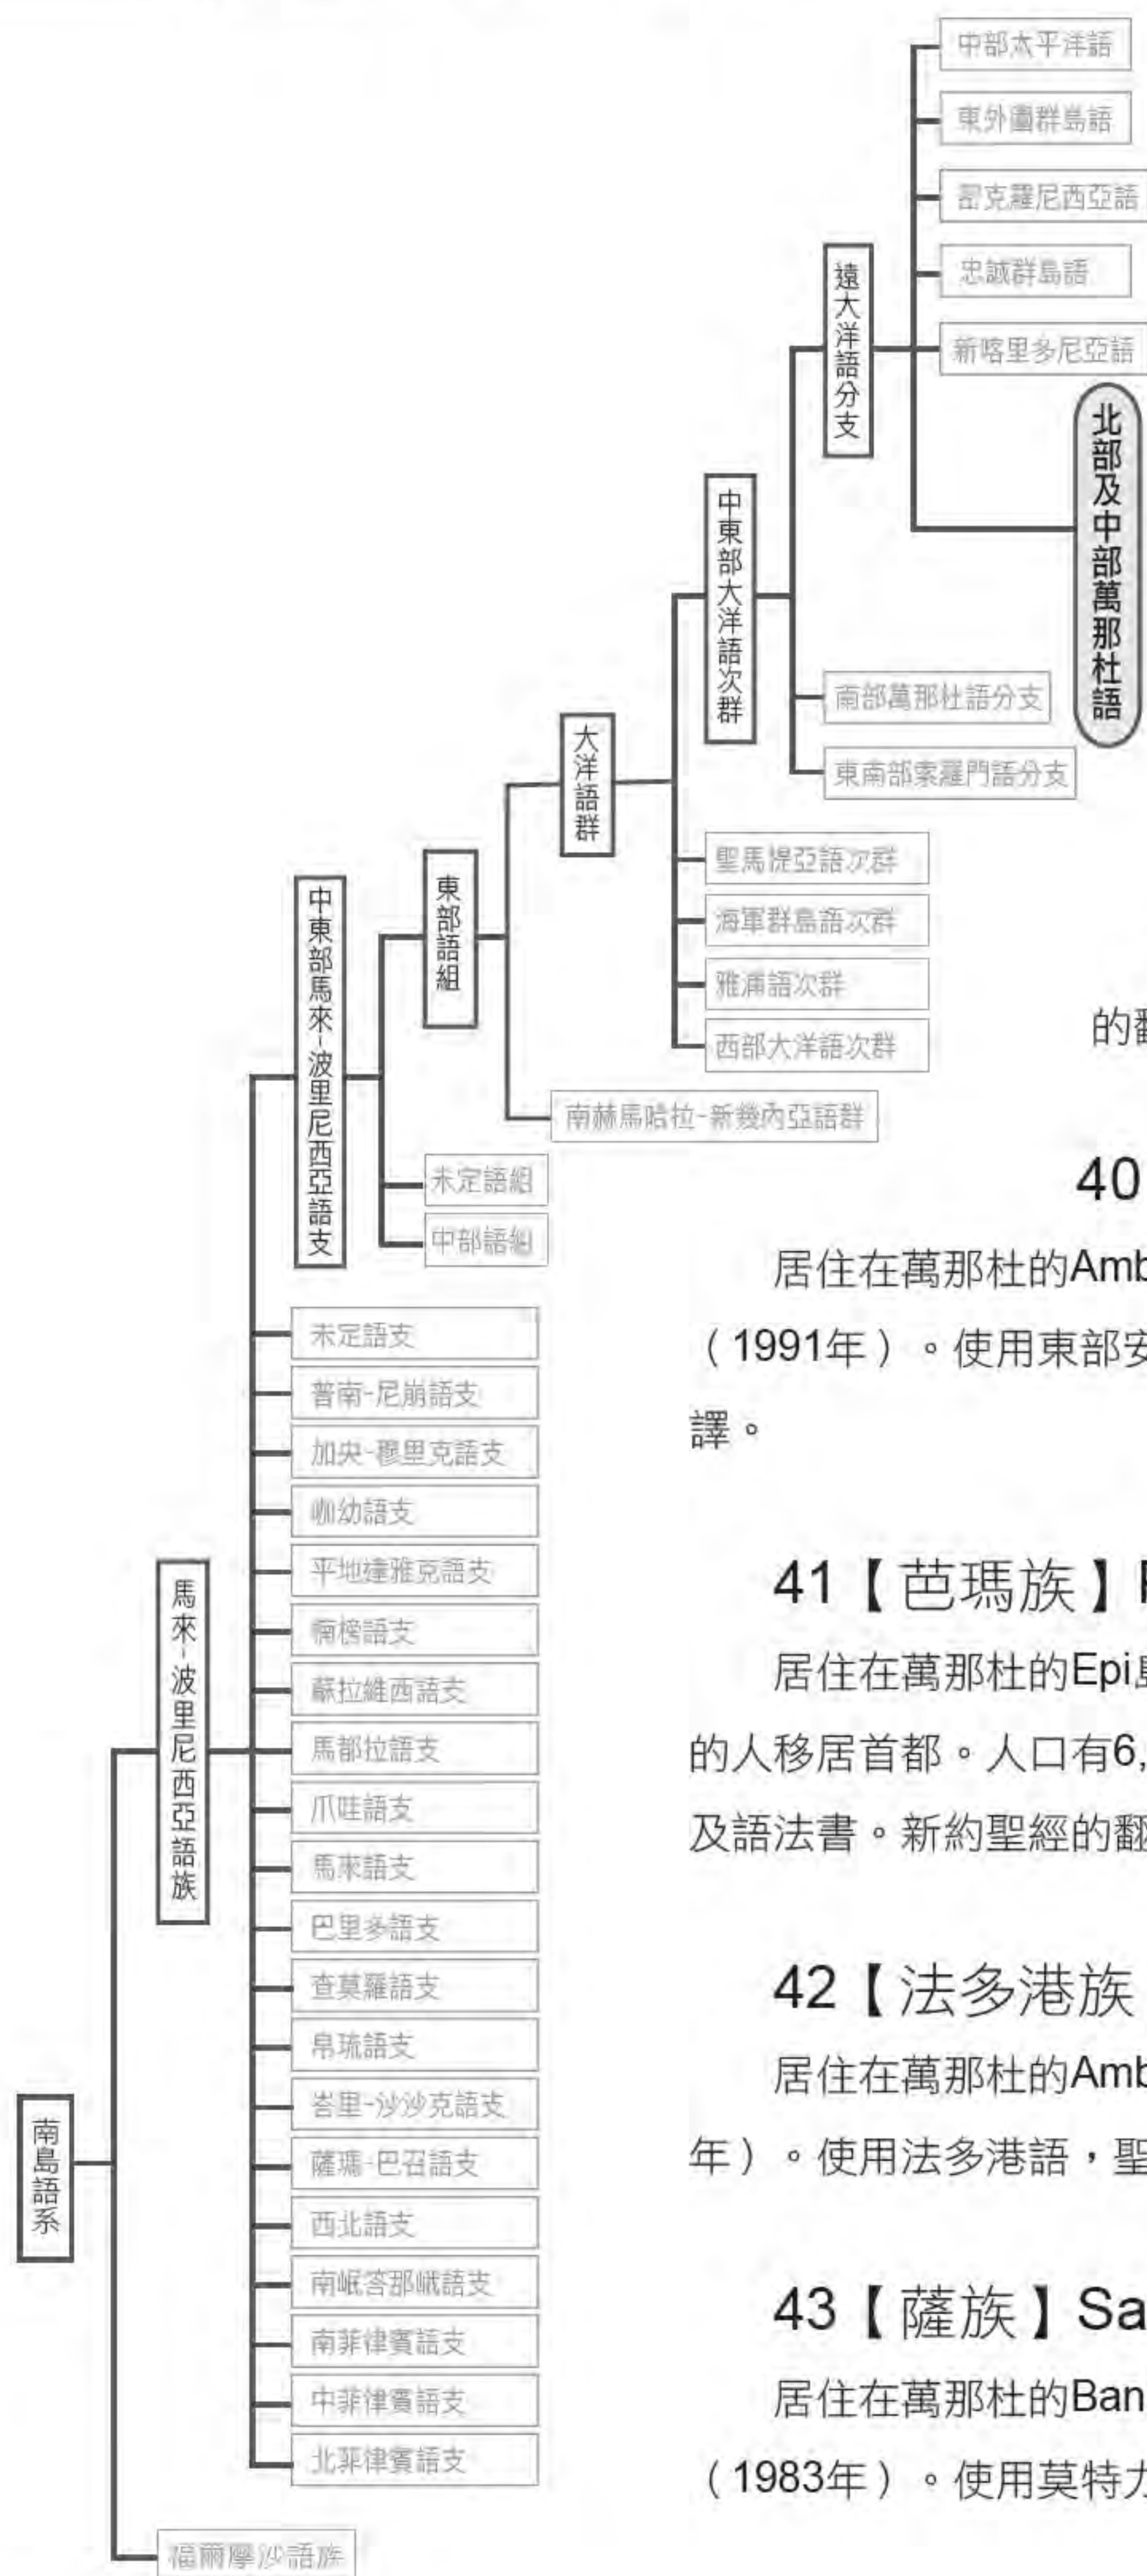 中部太平洋語
東外圍群島語
密克羅尼西亞語
忠誠群島語
新喀里多尼亞語
北部及中部萬那杜語
遠大洋語分支
中東部大洋語次群
南部萬那杜語分支
東南部索羅門語分支
大洋語群
聖馬提亞語次群
海軍群島語次群
雅浦語次群
西部大洋語次群
東部語組
南赫馬哈拉-新幾內亞語群
中東部馬來-波里尼西亞語支
未定語組
中部語組
未定語支
普南-尼崩語支
加央-穆里克語支
咖幼語支
平地達雅克語支
喃榜語支
蘇拉維西語支
馬都拉語支
爪哇語支
馬來語支
巴里多語支
查莫羅語支
帛琉語支
峇里-沙沙克語支
薩瑪-巴召語支
西北語支
南岷答那峨語支
南菲律賓語支
中菲律賓語支
北菲律賓語支
馬來-波里尼西亞語族
南島語系
福爾摩沙語族
的
40
居住在萬那杜的Amb
（1991年）。使用東部安
譯。
41【芭瑪族】
居住在萬那杜的Epi島
的人移居首都。人口有6,
及語法書。新約聖經的翻
42【法多港族
居住在萬那杜的Amb
年）。使用法多港語，聖
43【薩族】Sa
居住在萬那杜的Ban
（1983年）。使用莫特